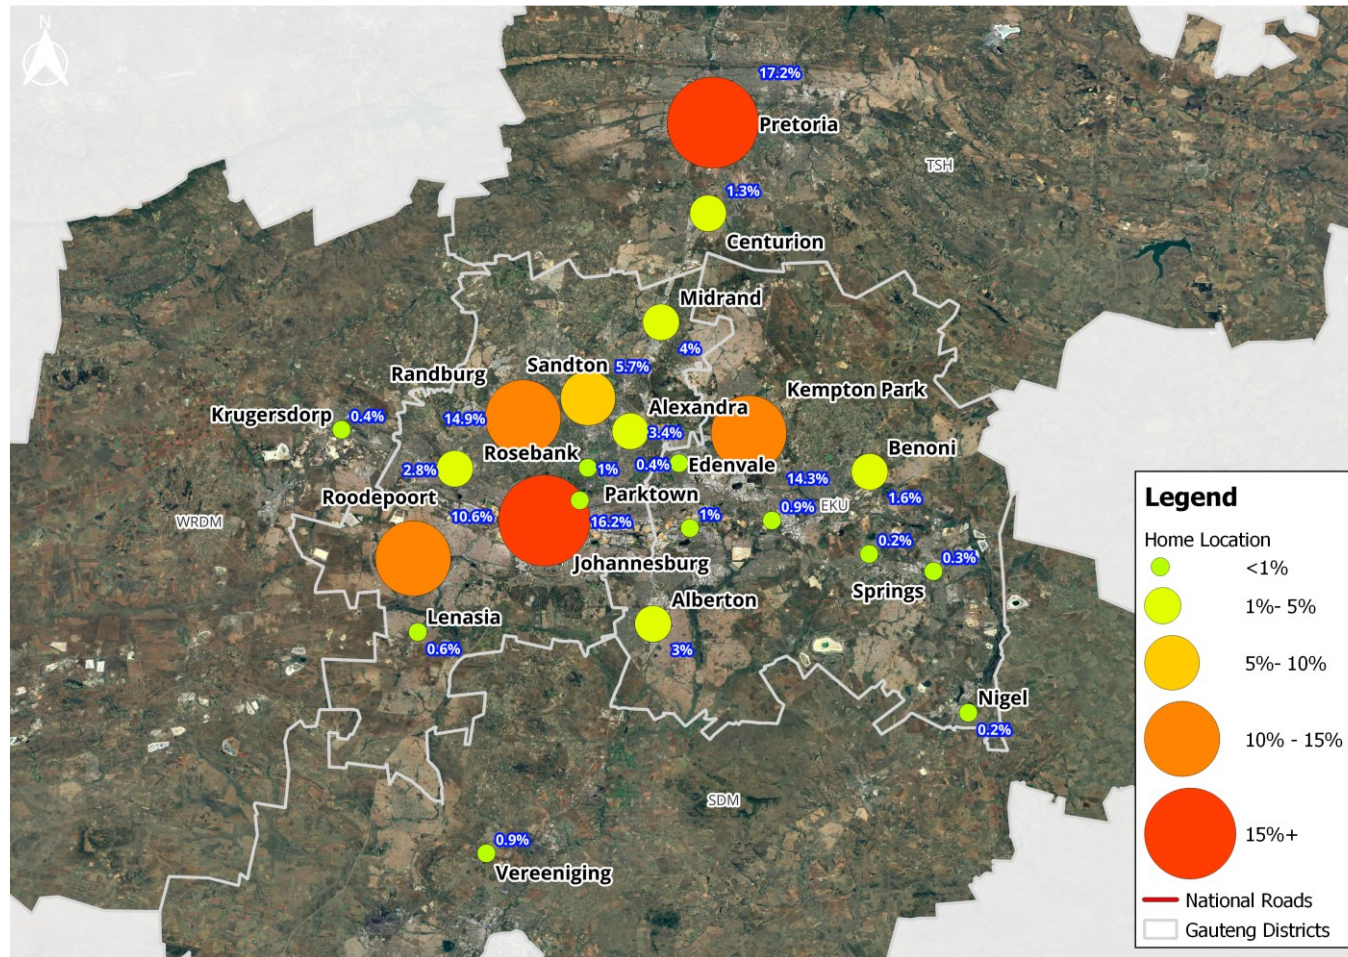 N
17.2%
Pretoria
TSH
1.3%
Centurion
Midrand
4%
Sandton
5.7%
Randburg
Kempton Park
Krugersdorp
0.4%
14.9%
Alexandra
3.4%
Rosebank
1%
0.4%
Edenvale
Benoni
2.8%
14.3%
1.6%
Roodepoort
Parktown
WRDM
10.6%
16.2%
1%
0.9%
EKU
Johannesburg
0.2%
0.3%
Springs
Alberton
3%
Lenasia
0.6%
Nigel
0.2%
SDM
0.9%
Vereeniging
Legend
Home Location
<1%
1%- 5%
5%- 10%
10% - 15%
15%+
National Roads
Gauteng Districts